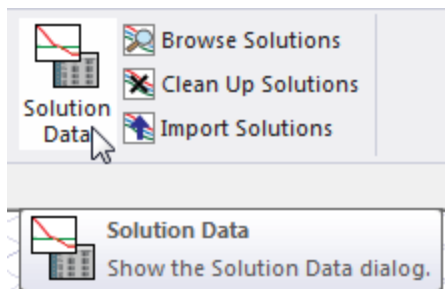 Solution
Data
Browse Solutions
Clean Up Solutions
Import Solutions
Solution Data
Show the Solution Data dialog.